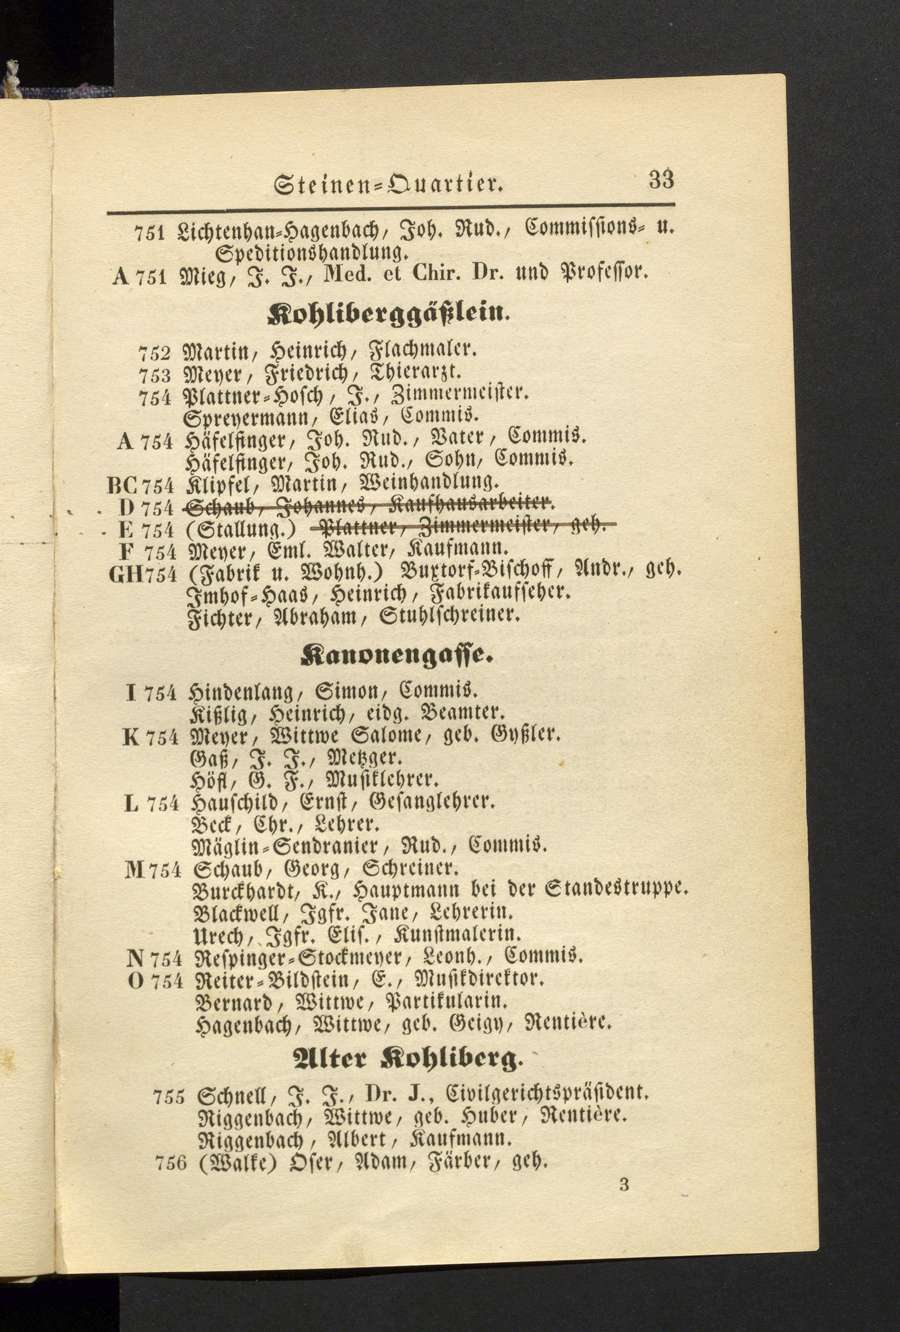 Steinen-Quartier. 33
751 Lichtenhan-Hagenbach, Joh. Rud., Commissions- u.
Speditionshandlung.
A 751 Mieg, J. J., Med. et Chir. Dr. und Professor.
Kohliberggäßlein.
752 Martin, Heinrich, Flachmaler.
753 Meyer, Friedrich, Thierarzt.
754 Plattner-Hosch, J., Zimmermeister.
Spreyermann, Elias, Commis.
A 754 Häfelfinger, Joh. Rud., Vater, Commis.
Häfelfinger, Joh. Rud., Sohn, Commis.
BC 754 Klipfel, Martin, Weinhandlung.
D 754 Schaub, Johannes, Kaufhausarbeiter.
E 754 (Stallung.) Plattner, Zimmermeister, geh.
F 754 Meyer, Eml. Walter, Kaufmann.
GH754 (Fabrik u. Wohnh.) Buxtorf-Bischoff, Andr., geh.
Imhof-Haas, Heinrich, Fabrikaufseher.
Fichter, Abraham, Stuhlschreiner.
Kanonengasse.
I 754 Hindenlang, Simon, Commis.
Kißlig, Heinrich, eidg. Beamter.
K 754 Meyer, Wittwe Salome, geb. Gyßler.
Gaß, J. J., Metzger.
Höfl, G. F., Musiklehrer.
L 754 Hauschild, Ernst, Gesanglehrer.
Beck, Chr., Lehrer.
Mäglin-Sendranier, Rud., Commis.
M 754 Schaub, Georg, Schreiner.
Burckhardt, K., Hauptmann bei der Standestruppe.
Blackwell, Jgfr. Jane, Lehrerin.
Urech, Jgfr. Elis., Kunstmalerin.
N 754 Respinger-Stockmeyer, Leonh., Commis.
O 754 Reiter-Bildstein, E., Musikdirektor.
Bernard, Wittwe, Partikularin.
Hagenbach, Wittwe, geb. Geigy, Rentière.
Alter Kohliberg.
755 Schnell, J. J., Dr. J., Civilgerichtspräsident.
Riggenbach, Wittwe, geb. Huber, Rentière.
Riggenbach, Albert, Kaufmann.
756 (Walke) Oser, Adam, Färber, geh.
3